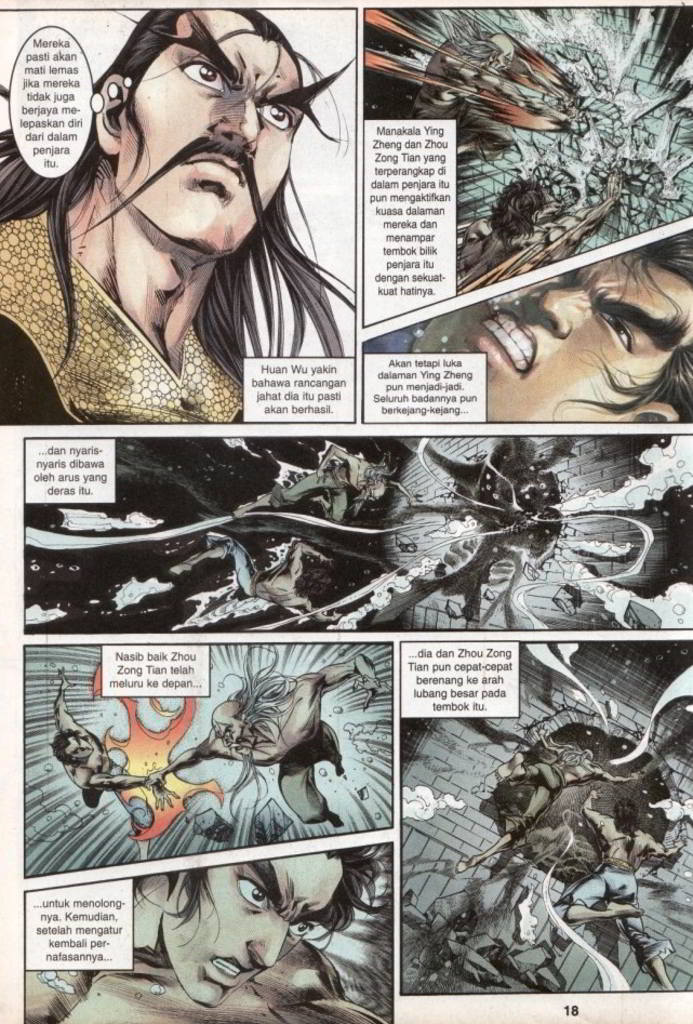 Mereka
pasti akan
mati lemas
jika mereka
tidak juga
berjaya me-
lepaskan diri
dari dalam
penjara
itu.
Huan Wu yakin
bahawa rancangan
jahat dia itu pasti
akan berhasil.
Manakala Ying
Zheng dan Zhou
Zong Tian yang
terperangkap di
dalam penjara itu
pun mengaktifkan
kuasa dalaman
mereka dan
menampar
tembok bilik
penjara itu
dengan sekuat-
kuat hatinya.
Akan tetapi luka
dalaman Ying Zheng
pun menjadi-jadi.
Seluruh badannya pun
berkejang-kejang...
...dan nyaris-
nyaris dibawa
oleh arus yang
deras itu.
Nasib baik Zhou
Zong Tian telah
meluru ke depan...
...untuk menolong-
nya. Kemudian,
setelah mengatur
kembali per-
nafasannya...
...dia dan Zhou Zong
Tian pun cepat-cepat
berenang ke arah
lubang besar pada
tembok itu.
18